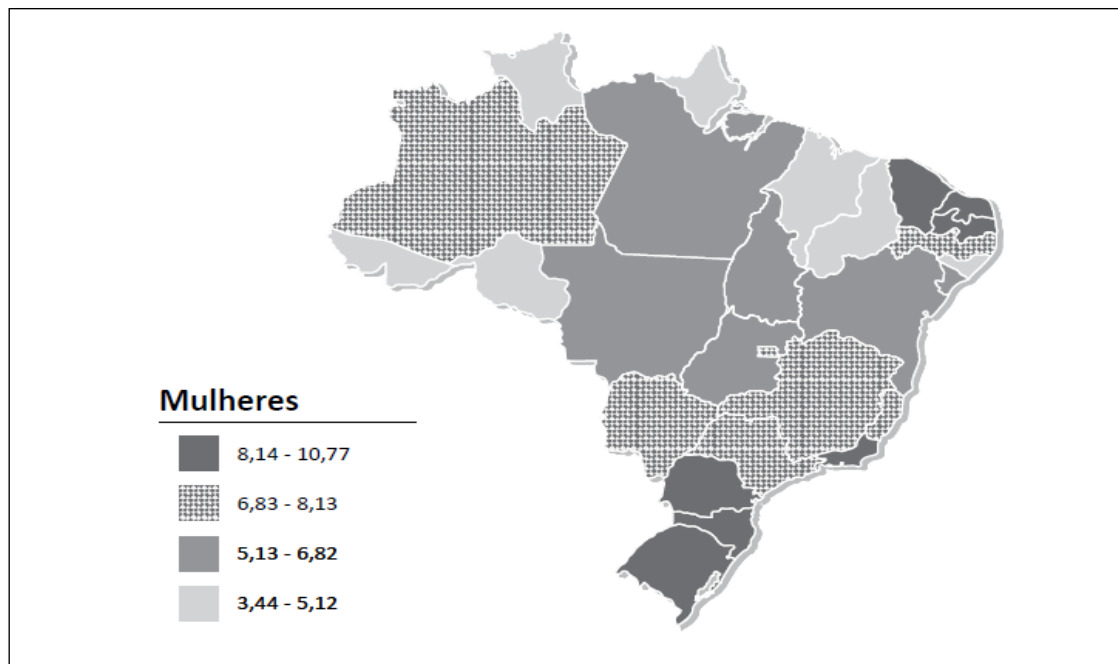 Mulheres
8,14 - 10,77
6,83 - 8,13
5,13 - 6,82
3,44 - 5,12